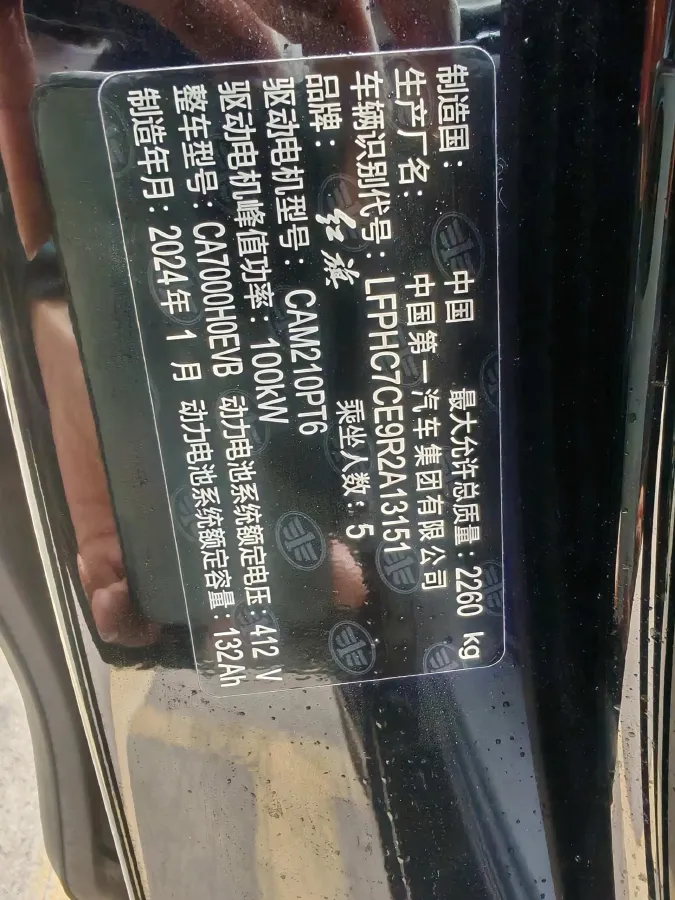 制造国：中国 最大允许总质量：2260 kg
生产厂名：中国第一汽车集团有限公司
车辆识别代号：LFPHC7CE9R2A13151
品牌：红旗 乘坐人数：5
驱动电机型号：CAM210PT6
驱动电机峰值功率：100kW 动力电池系统额定电压：412 V
整车型号：CA7000H0EVB 动力电池系统额定容量：132Ah
制造年月：2024年1月